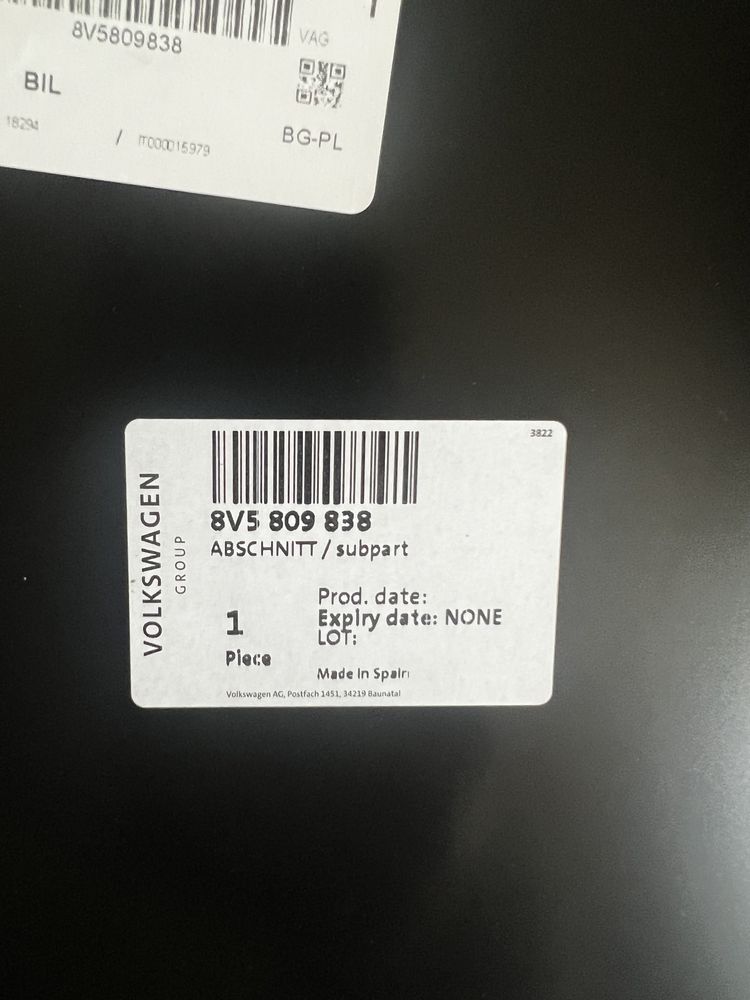 8V5809838
VAG
BIL
18294
/ IT000015979
BG-PL
3822
VOLKSWAGEN
GROUP
8V5 809 838
ABSCHNITT / subpart
1
Piece
Prod. date:
Expiry date: NONE
LOT:
Made in Spain
Volkswagen AG, Postfach 1451, 34219 Baunatal